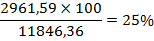 2961,59 × 100
11846,36
= 25%